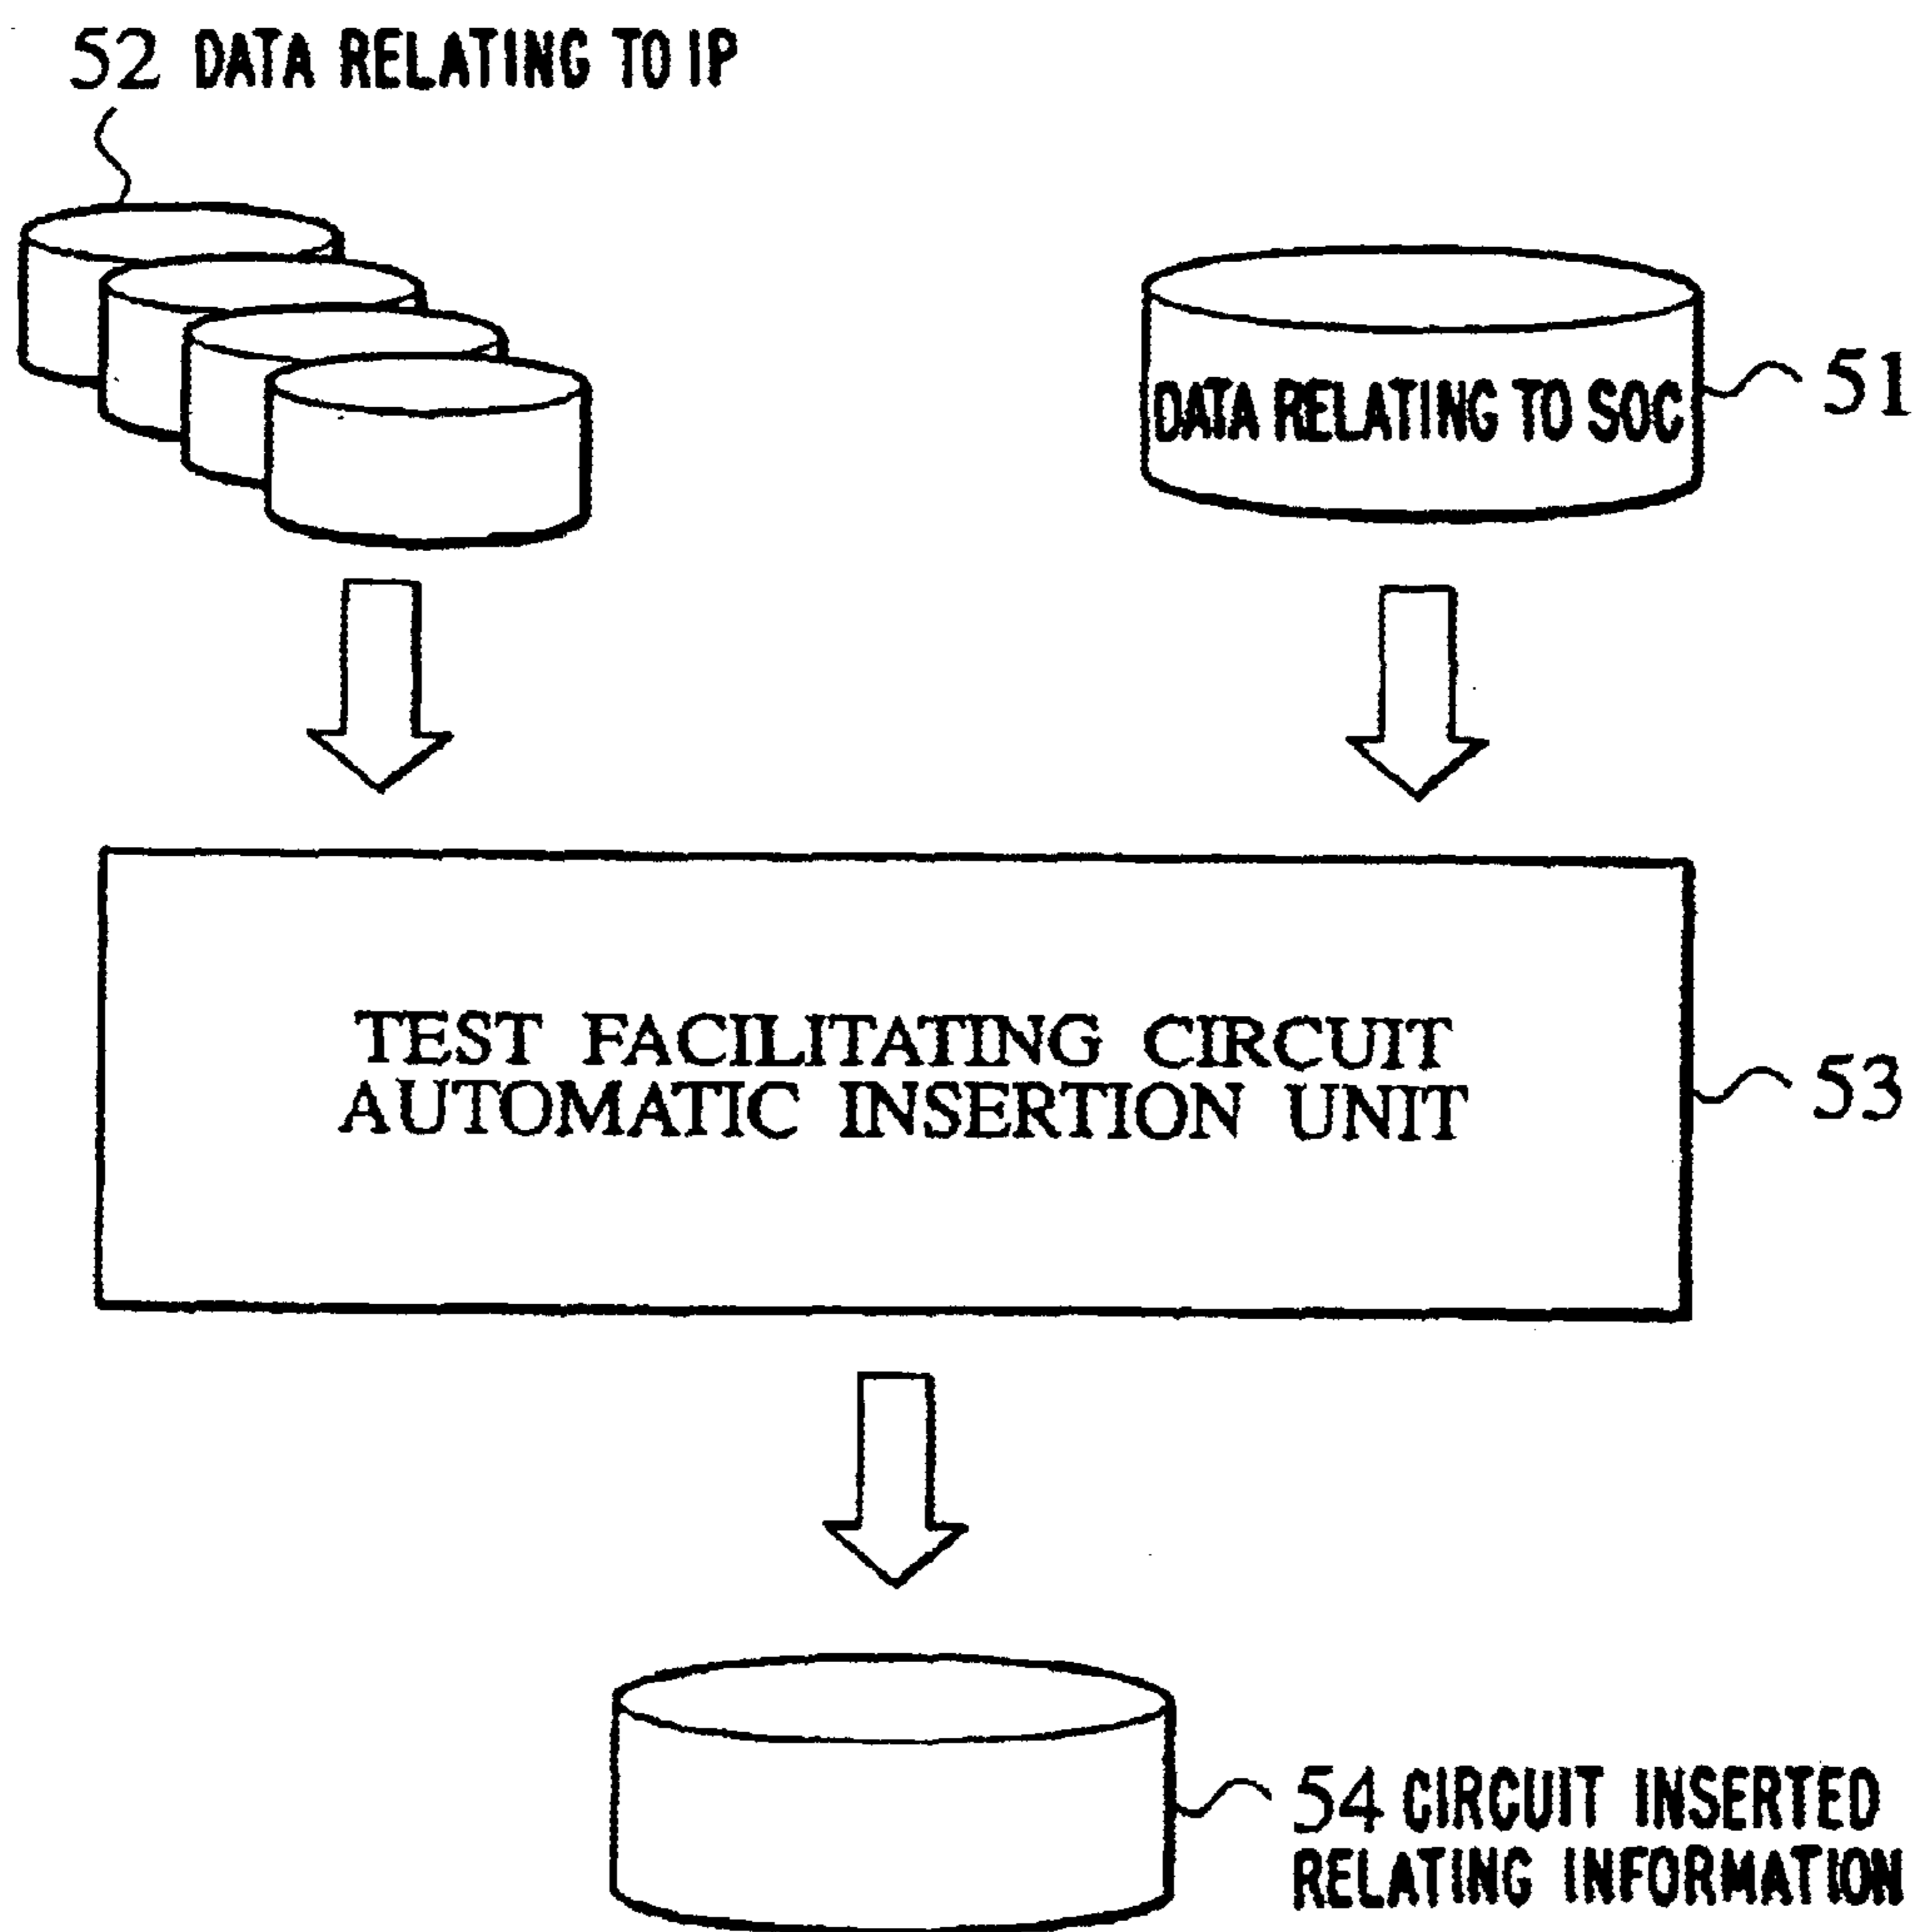 52 DATA RELATING TO IP
DATA RELATING TO SOC
51
TEST FACILITATING CIRCUIT
AUTOMATIC INSERTION UNIT
53
54 CIRCUIT INSERTED
RELATING INFORMATION